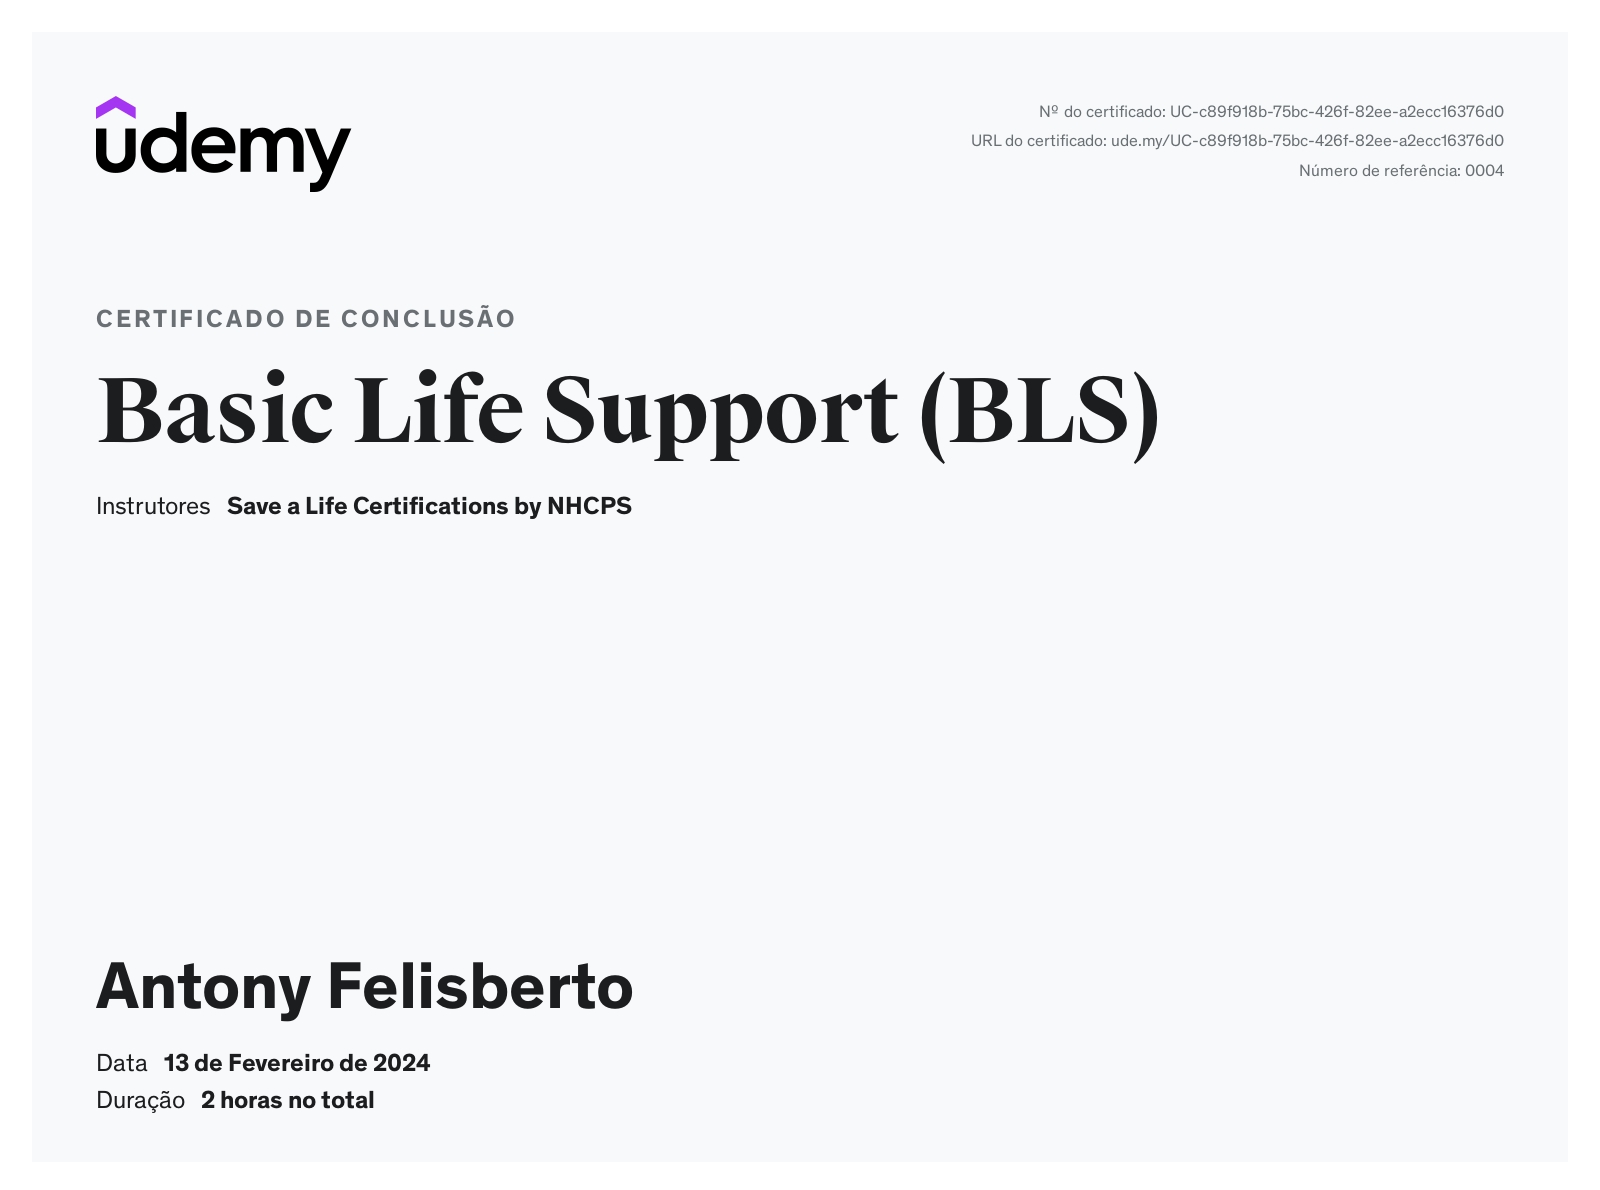 udemy
Nº do certificado: UC-c89f918b-75bc-426f-82ee-a2ecc16376d0
URL do certificado: ude.my/UC-c89f918b-75bc-426f-82ee-a2ecc16376d0
Número de referência: 0004
CERTIFICADO DE CONCLUSÃO
Basic Life Support (BLS)
Instrutores Save a Life Certifications by NHCPS
Antony Felisberto
Data 13 de Fevereiro de 2024
Duração 2 horas no total